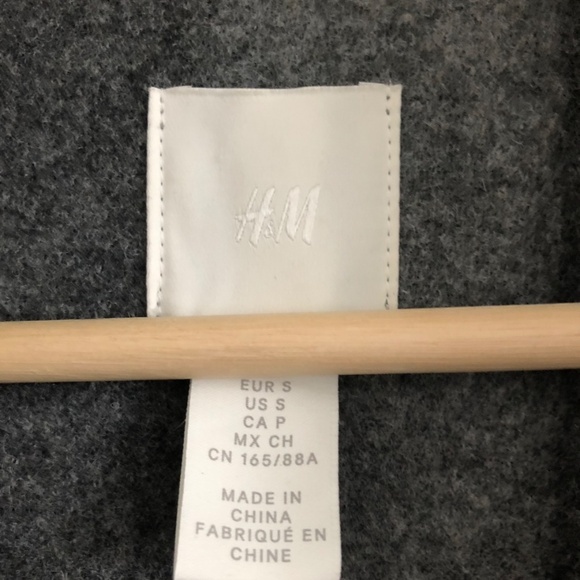 H&M
EUR S
US S
CA P
MX CH
CN 165/88A
MADE IN
CHINA
FABRIQUÉ EN
CHINE